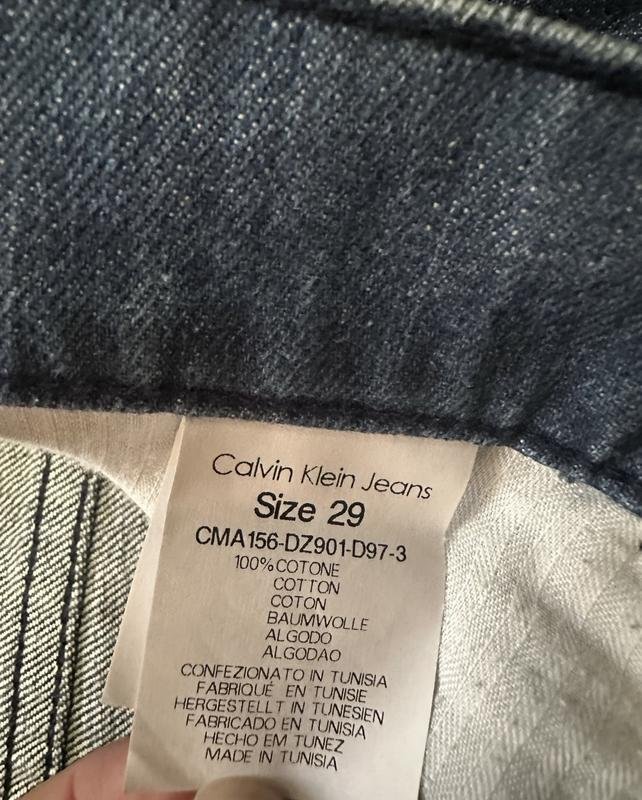 Calvin Klein Jeans
Size 29
CMA156-DZ901-D97-3
100%COTONE
COTTON
COTON
BAUMWOLLE
ALGODO
ALGODAO
CONFEZIONATO IN TUNISIA
FABRIQUÉ EN TUNISIE
HERGESTELLT IN TUNESIEN
FABRICADO EN TUNISIA
HECHO EM TUNEZ
MADE IN TUNISIA